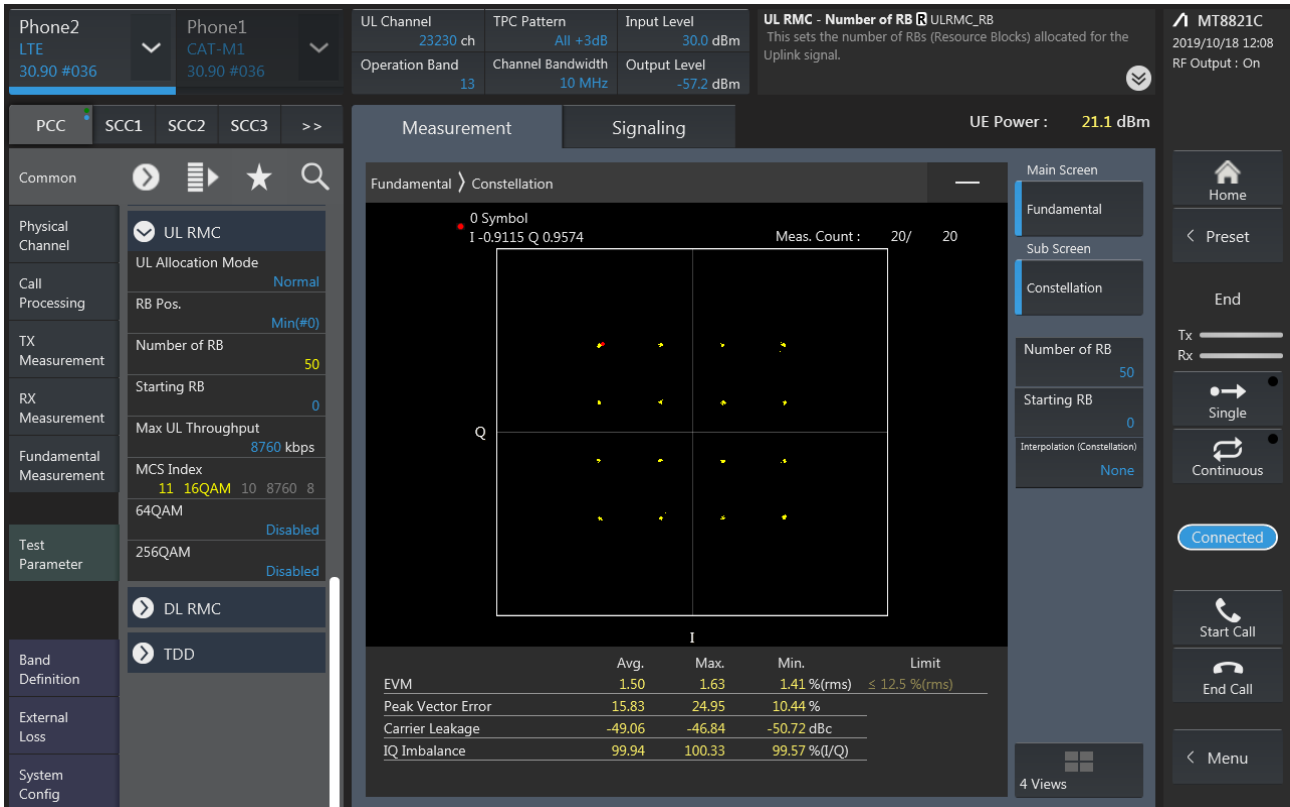 Phone2
LTE
30.90 #036
Phone1
CAT-M1
30.90 #036
UL Channel
23230 ch
TPC Pattern
All +3dB
Input Level
30.0 dBm
Operation Band
13
Channel Bandwidth
10 MHz
Output Level
-57.2 dBm
UL RMC - Number of RB R ULRMC_RB
This sets the number of RBs (Resource Blocks) allocated for the
Uplink signal.
MT8821C
2019/10/18 12:08
RF Output : On
PCC SCC1 SCC2 SCC3 >>
Measurement
Signaling
UE Power : 21.1 dBm
Common
Physical
Channel
Call
Processing
TX
Measurement
RX
Measurement
Fundamental
Measurement
Test
Parameter
Band
Definition
External
Loss
System
Config
UL RMC
UL Allocation Mode
Normal
RB Pos.
Min(#0)
Number of RB
50
Starting RB
0
Max UL Throughput
8760 kbps
MCS Index
11 16QAM 10 8760 8
64QAM
Disabled
256QAM
Disabled
DL RMC
TDD
Fundamental 〉 Constellation
0 Symbol
I -0.9115 Q 0.9574
Meas. Count : 20/ 20
Q
I
Avg. Max. Min. Limit
EVM 1.50 1.63 1.41 %(rms) ≤ 12.5 %(rms)
Peak Vector Error 15.83 24.95 10.44 %
Carrier Leakage -49.06 -46.84 -50.72 dBc
IQ Imbalance 99.94 100.33 99.57 %(I/Q)
Main Screen
Fundamental
Sub Screen
Constellation
Number of RB
50
Starting RB
0
Interpolation (Constellation)
None
4 Views
Home
< Preset
End
Tx
Rx
Single
Continuous
Connected
Start Call
End Call
< Menu